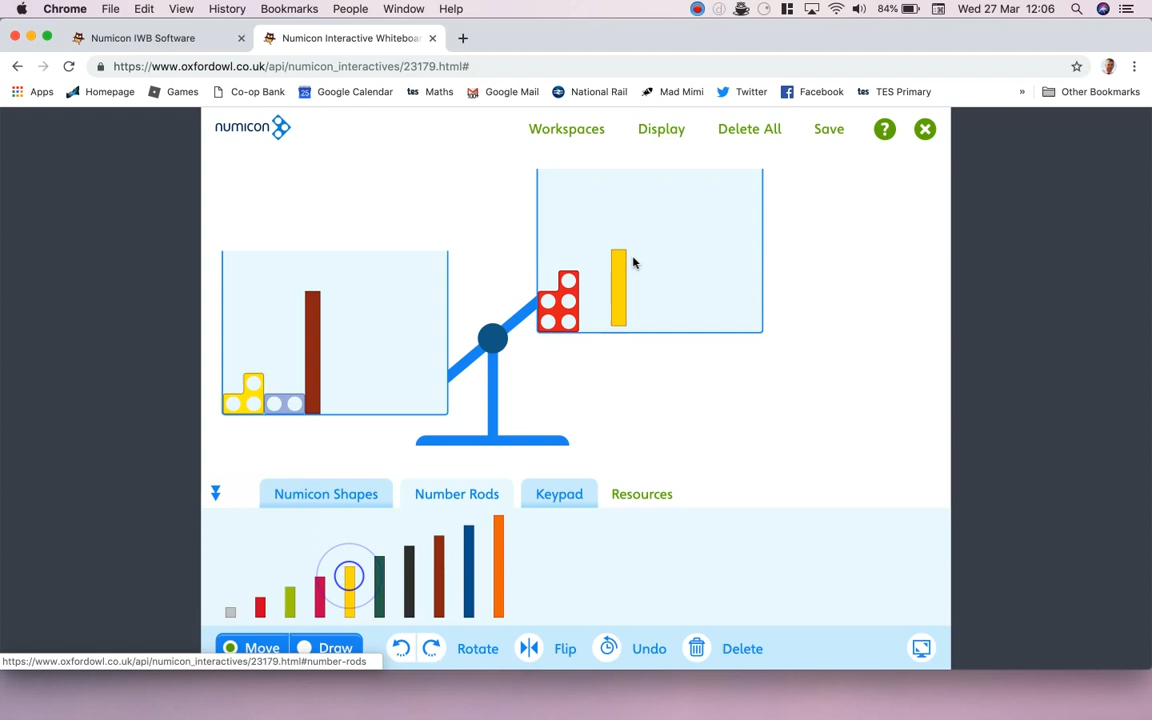 Chrome File Edit View History Bookmarks People Window Help 84% Wed 27 Mar 12:06
Numicon IWB Software × Numicon Interactive Whiteboar × +
https://www.oxfordowl.co.uk/api/numicon_interactives/23179.html#
Apps Homepage Games Co-op Bank Google Calendar tes Maths Google Mail National Rail Mad Mimi Twitter Facebook tes TES Primary » Other Bookmarks
numicon Workspaces Display Delete All Save ?
Numicon Shapes Number Rods Keypad Resources
Move Draw Rotate Flip Undo Delete
https://www.oxfordowl.co.uk/api/numicon_interactives/23179.html#number-rods